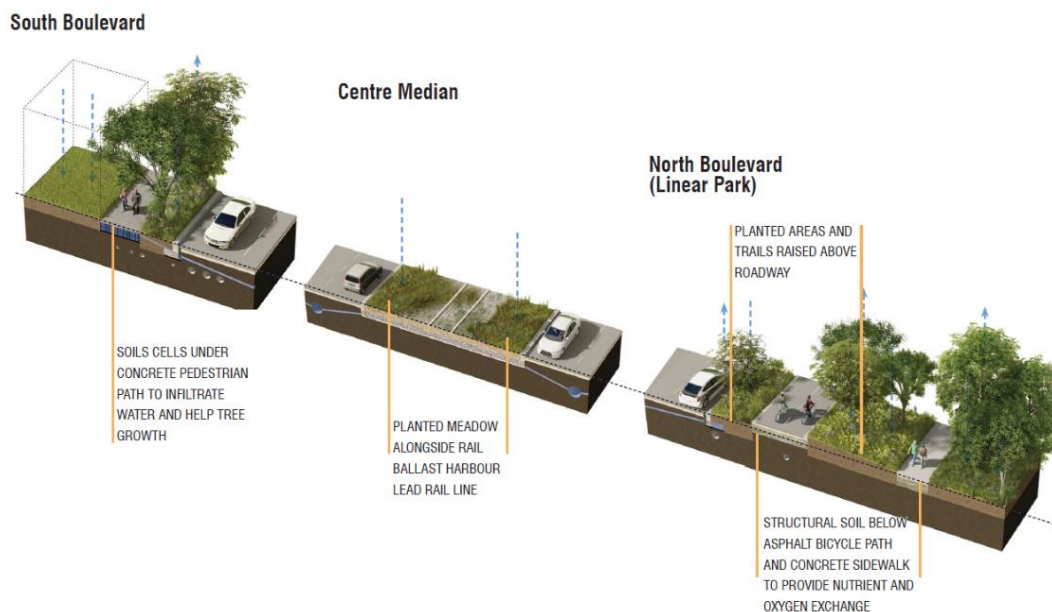 South Boulevard
Centre Median
North Boulevard
(Linear Park)
PLANTED AREAS AND
TRAILS RAISED ABOVE
ROADWAY
SOILS CELLS UNDER
CONCRETE PEDESTRIAN
PATH TO INFILTRATE
WATER AND HELP TREE
GROWTH
PLANTED MEADOW
ALONGSIDE RAIL
BALLAST HARBOUR
LEAD RAIL LINE
STRUCTURAL SOIL BELOW
ASPHALT BICYCLE PATH
AND CONCRETE SIDEWALK
TO PROVIDE NUTRIENT AND
OXYGEN EXCHANGE